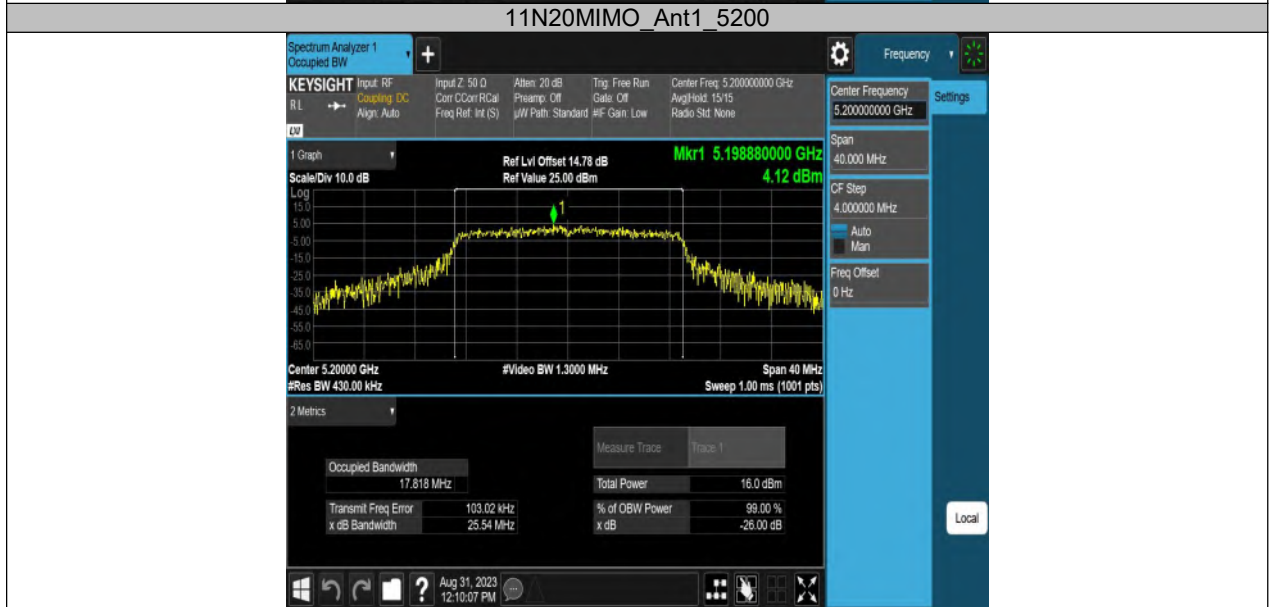 11N20MIMO_Ant1_5200
Spectrum Analyzer 1
Occupied BW
+
Frequency
KEYSIGHT Input: RF Input Z: 50 Ω Atten: 20 dB Trig: Free Run Center Freq: 5.200000000 GHz
RL Coupling: DC Corr CCorr RCal Preamp: Off Gate: Off Avg|Hold: 15/15
Align: Auto Freq Ref: Int (S) µW Path: Standard #IF Gain: Low Radio Std: None
LXI
Center Frequency
5.200000000 GHz
Settings
Span
40.000 MHz
CF Step
4.000000 MHz
Auto
Man
Freq Offset
0 Hz
1 Graph
Ref Lvl Offset 14.78 dB Mkr1 5.198880000 GHz
Scale/Div 10.0 dB Ref Value 25.00 dBm 4.12 dBm
Log
15.0
5.00
-5.00
-15.0
-25.0
-35.0
-45.0
-55.0
-65.0
1
Center 5.20000 GHz #Video BW 1.3000 MHz Span 40 MHz
#Res BW 430.00 kHz Sweep 1.00 ms (1001 pts)
2 Metrics
Measure Trace Trace 1
Occupied Bandwidth
17.818 MHz Total Power 16.0 dBm
Transmit Freq Error 103.02 kHz % of OBW Power 99.00 %
x dB Bandwidth 25.54 MHz x dB -26.00 dB
Local
? Aug 31, 2023
12:10:07 PM